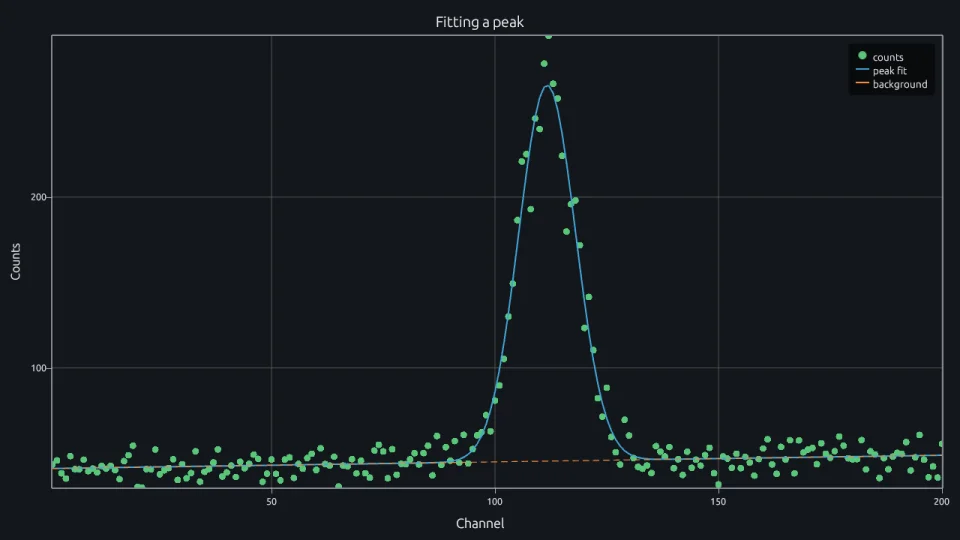 Fitting a peak
counts
peak fit
background
200
100
Counts
50
100
150
200
Channel